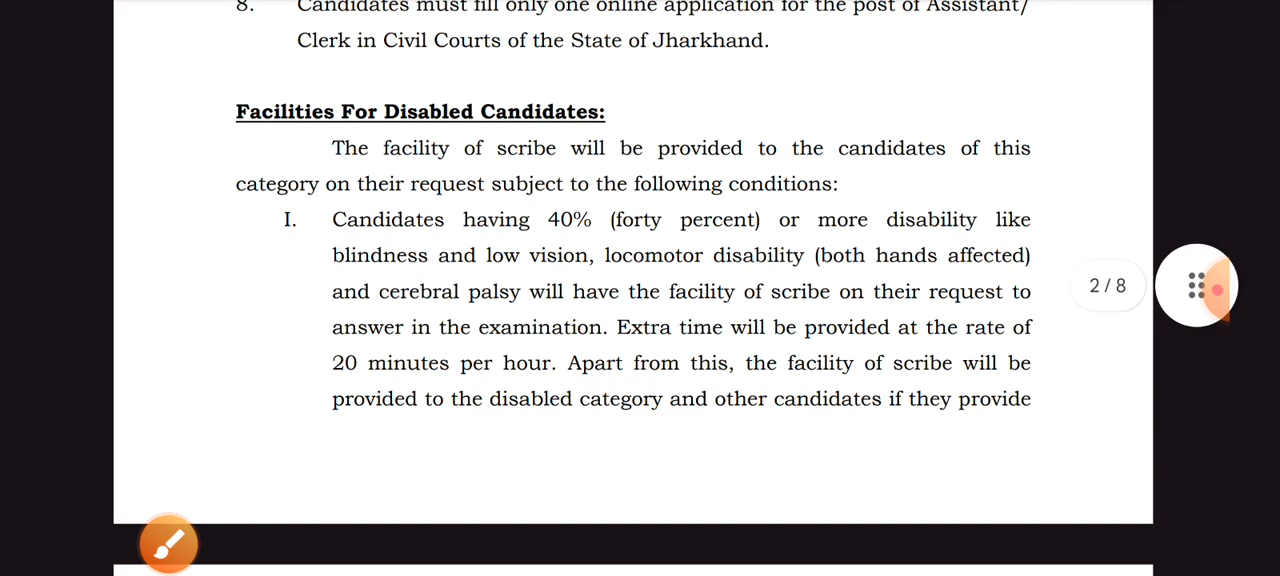 8. Candidates must fill only one online application for the post of Assistant/
Clerk in Civil Courts of the State of Jharkhand.
Facilities For Disabled Candidates:
The facility of scribe will be provided to the candidates of this
category on their request subject to the following conditions:
I. Candidates having 40% (forty percent) or more disability like
blindness and low vision, locomotor disability (both hands affected)
and cerebral palsy will have the facility of scribe on their request to
answer in the examination. Extra time will be provided at the rate of
20 minutes per hour. Apart from this, the facility of scribe will be
provided to the disabled category and other candidates if they provide
2 / 8